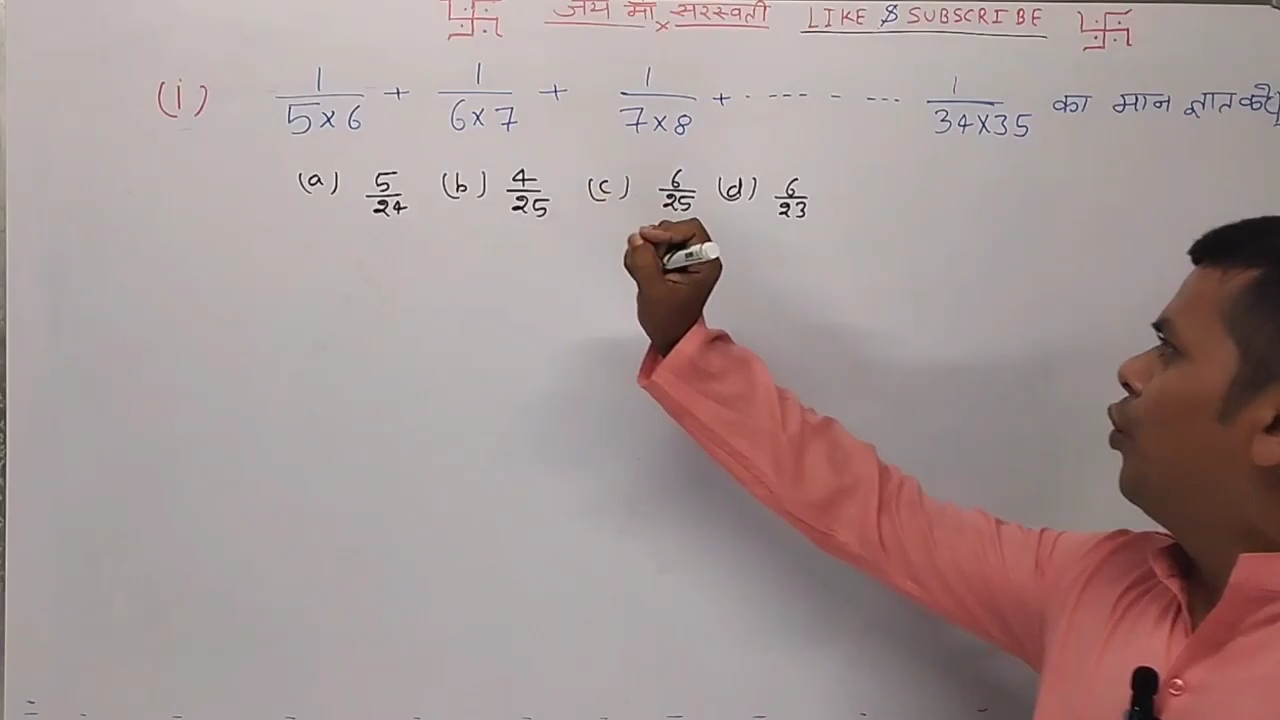 जय माँ सरस्वती LIKE $ SUBSCRIBE
(i) 1/5×6 + 1/6×7 + 1/7×8 + ------- 1/34×35 का मान ज्ञात करें
(a) 5/24 (b) 4/25 (c) 6/25 (d) 6/23